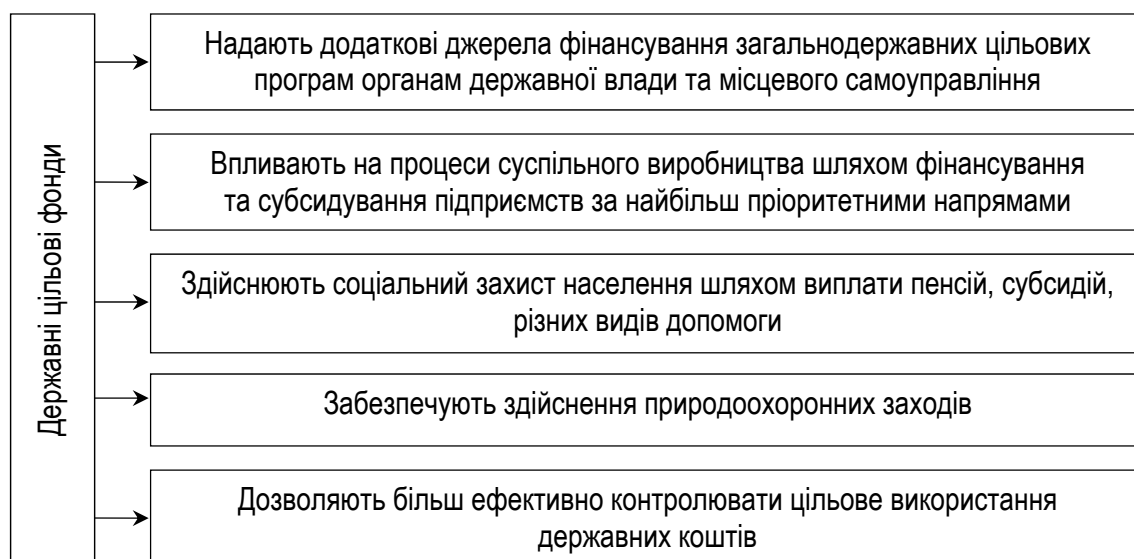 Державні цільові фонди
Надають додаткові джерела фінансування загальнодержавних цільових
програм органам державної влади та місцевого самоуправління
Впливають на процеси суспільного виробництва шляхом фінансування
та субсидування підприємств за найбільш пріоритетними напрямами
Здійснюють соціальний захист населення шляхом виплати пенсій, субсидій,
різних видів допомоги
Забезпечують здійснення природоохоронних заходів
Дозволяють більш ефективно контролювати цільове використання
державних коштів